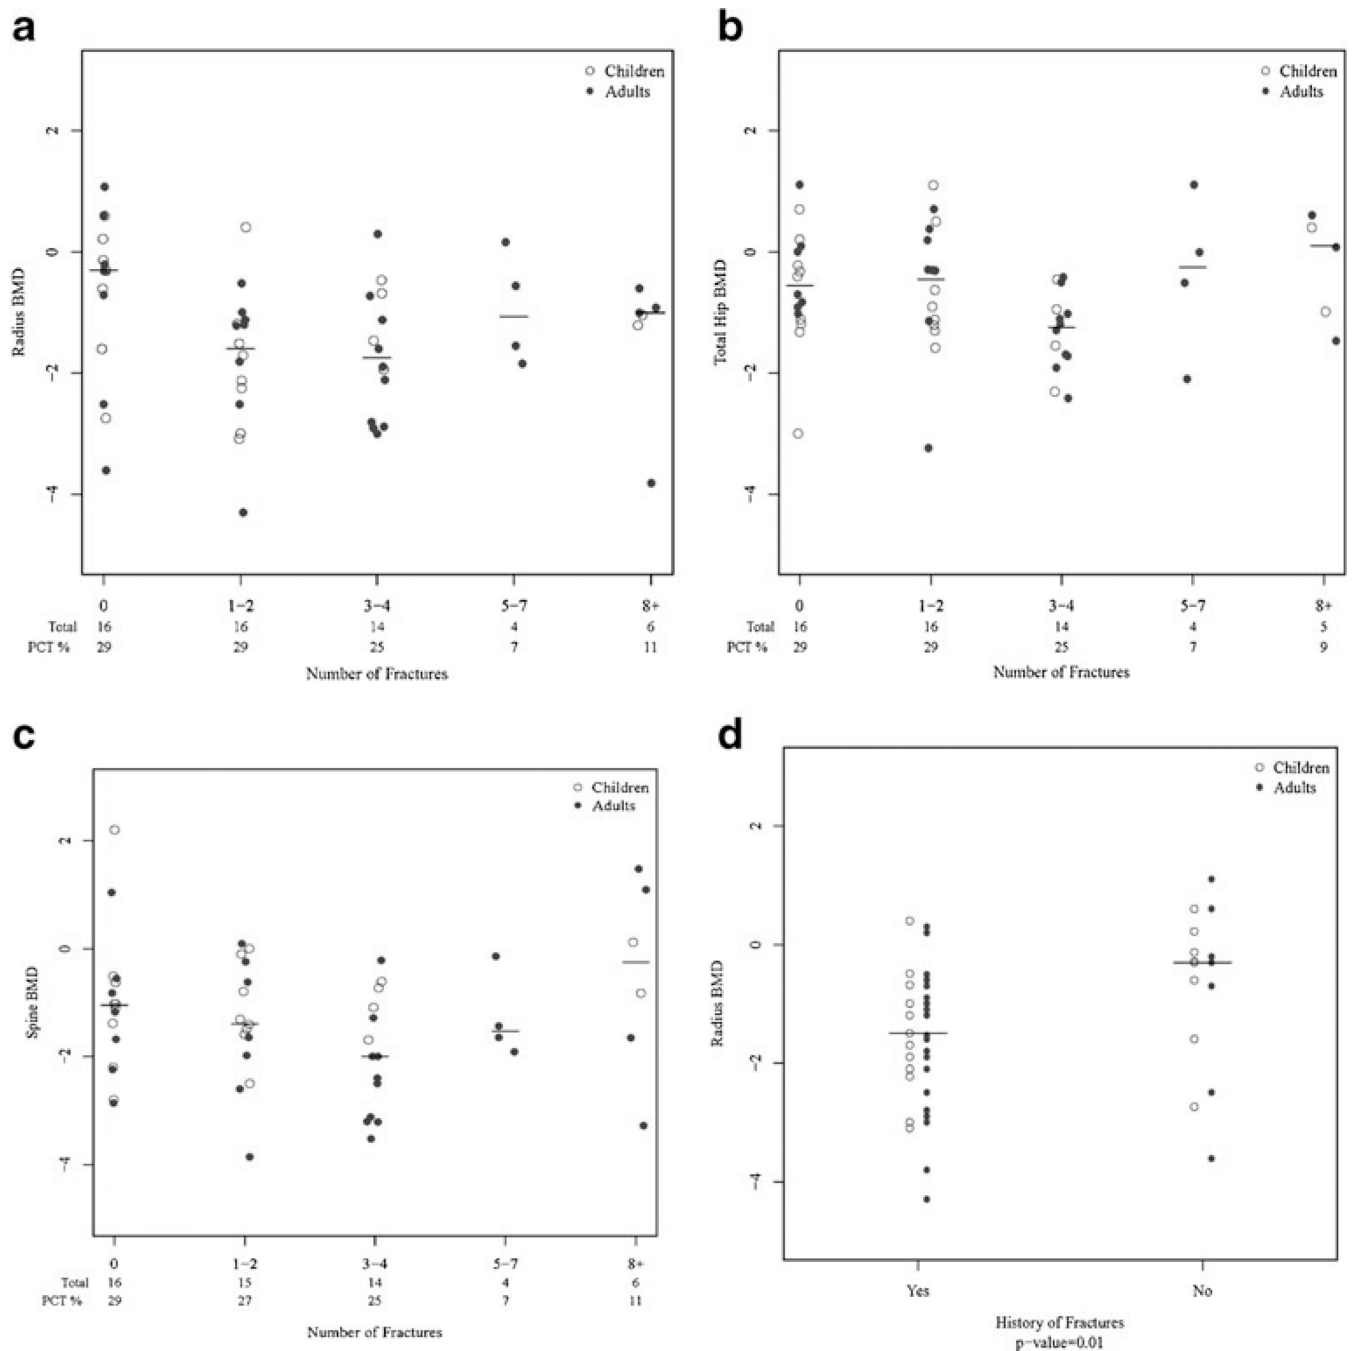 a
Children
Adults
2
0
−2
−4
Radius BMD
0 1−2 3−4 5−7 8+
Total 16 16 14 4 6
PCT % 29 29 25 7 11
Number of Fractures
b
Children
Adults
2
0
−2
−4
Total Hip BMD
0 1−2 3−4 5−7 8+
Total 16 16 14 4 5
PCT % 29 29 25 7 9
Number of Fractures
c
Children
Adults
2
0
−2
−4
Spine BMD
0 1−2 3−4 5−7 8+
Total 16 15 14 4 6
PCT % 29 27 25 7 11
Number of Fractures
d
Children
Adults
2
0
−2
−4
Radius BMD
Yes No
History of Fractures
p−value=0.01